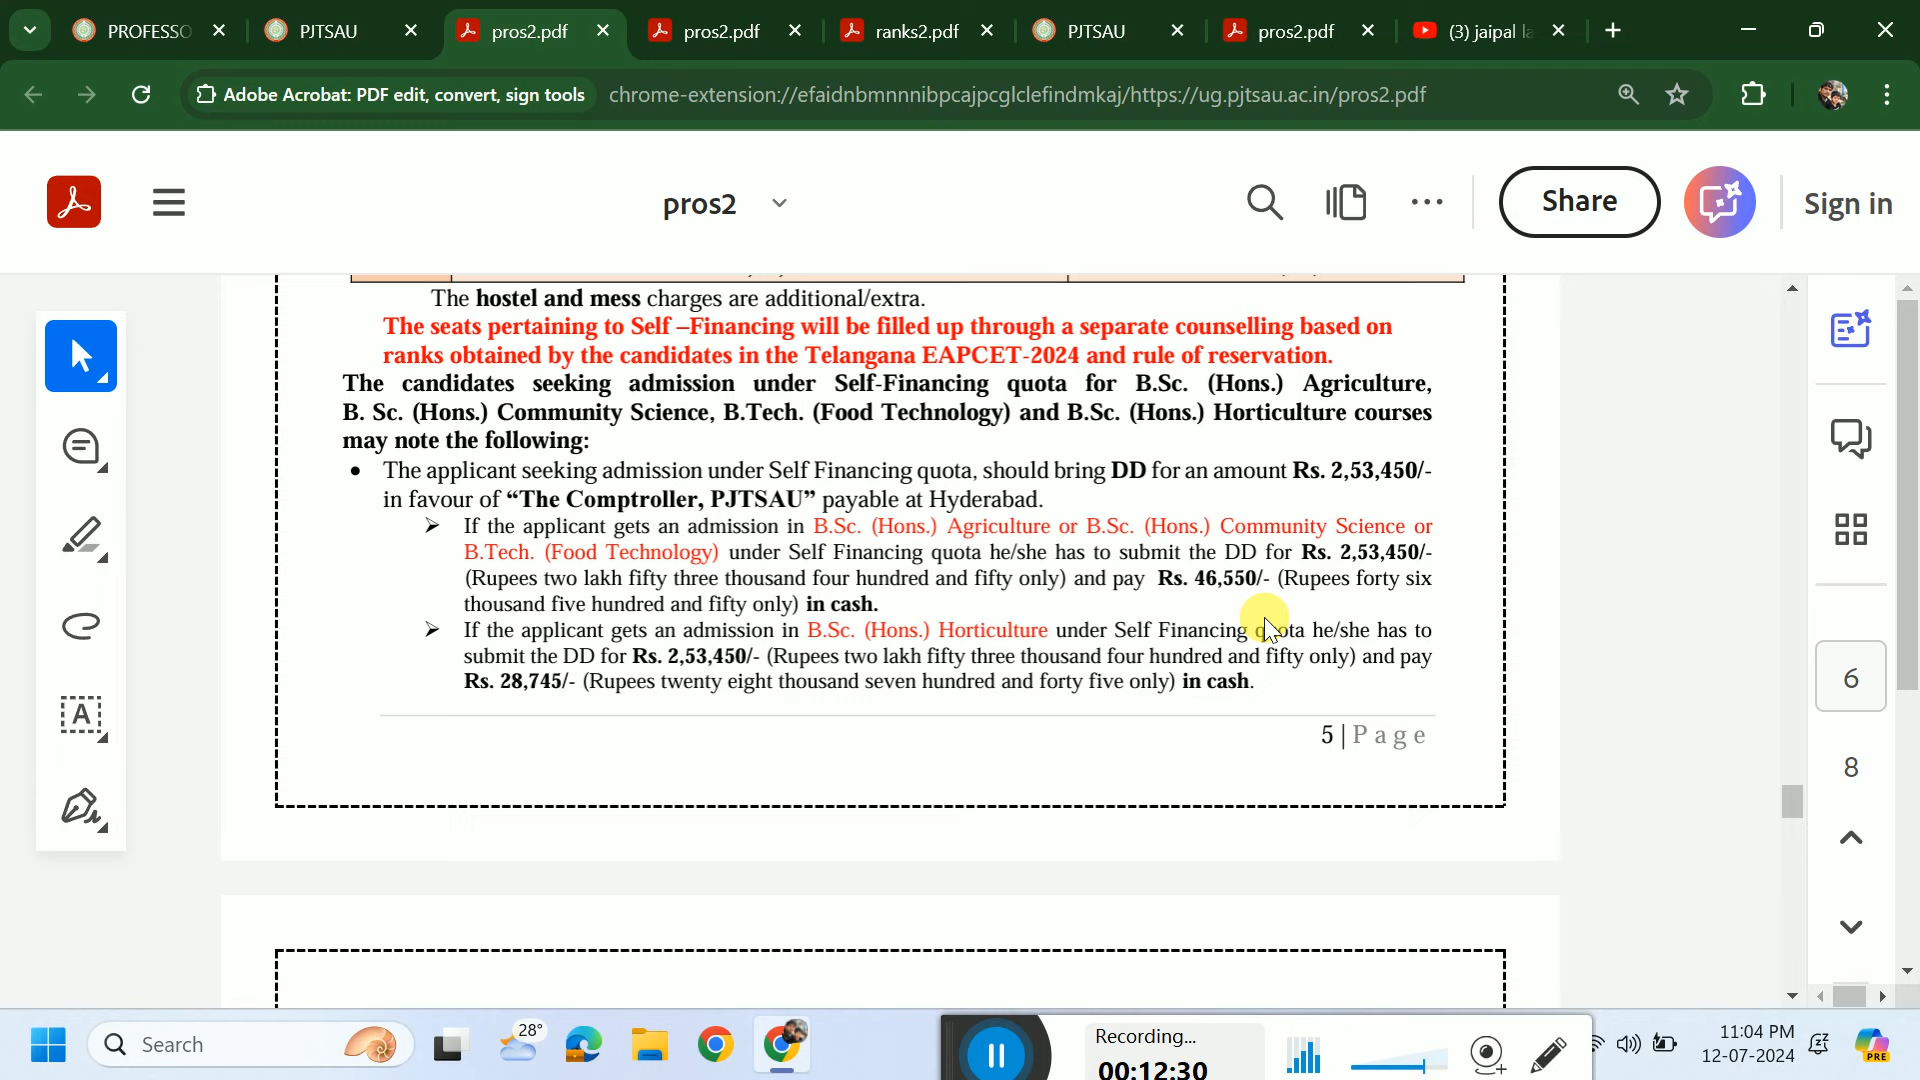 PROFESSO
PJTSAU
pros2.pdf
pros2.pdf
ranks2.pdf
PJTSAU
pros2.pdf
(3) jaipal la
Adobe Acrobat: PDF edit, convert, sign tools
chrome-extension://efaidnbmnnnibpcajpcglclefindmkaj/https://ug.pjtsau.ac.in/pros2.pdf
pros2
Share
Sign in
The hostel and mess charges are additional/extra.
The seats pertaining to Self –Financing will be filled up through a separate counselling based on
ranks obtained by the candidates in the Telangana EAPCET-2024 and rule of reservation.
The candidates seeking admission under Self-Financing quota for B.Sc. (Hons.) Agriculture,
B. Sc. (Hons.) Community Science, B.Tech. (Food Technology) and B.Sc. (Hons.) Horticulture courses
may note the following:
• The applicant seeking admission under Self Financing quota, should bring DD for an amount Rs. 2,53,450/-
in favour of “The Comptroller, PJTSAU” payable at Hyderabad.
➢ If the applicant gets an admission in B.Sc. (Hons.) Agriculture or B.Sc. (Hons.) Community Science or
B.Tech. (Food Technology) under Self Financing quota he/she has to submit the DD for Rs. 2,53,450/-
(Rupees two lakh fifty three thousand four hundred and fifty only) and pay Rs. 46,550/- (Rupees forty six
thousand five hundred and fifty only) in cash.
➢ If the applicant gets an admission in B.Sc. (Hons.) Horticulture under Self Financing quota he/she has to
submit the DD for Rs. 2,53,450/- (Rupees two lakh fifty three thousand four hundred and fifty only) and pay
Rs. 28,745/- (Rupees twenty eight thousand seven hundred and forty five only) in cash.
5 | P a g e
6
8
Search
28°
Recording...
00:12:30
11:04 PM
12-07-2024
PRE